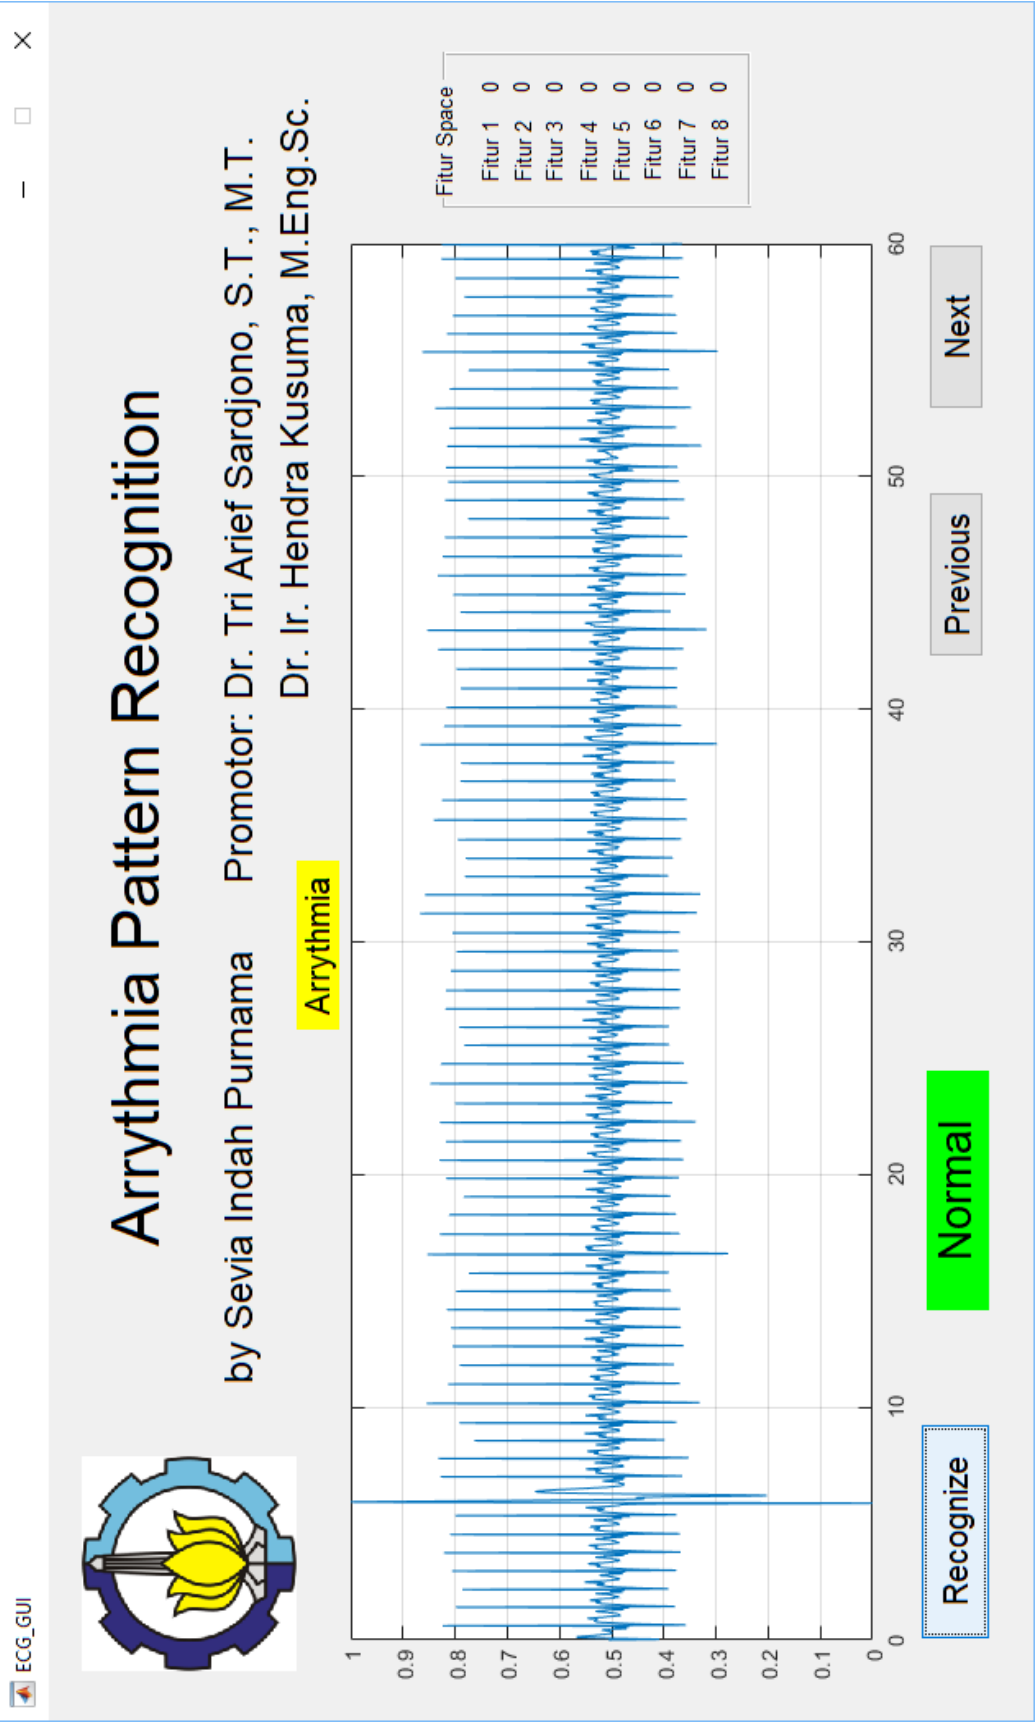 ECG_GUI
Arrythmia Pattern Recognition
by Sevia Indah Purnama Promotor: Dr. Tri Arief Sardjono, S.T., M.T.
Dr. Ir. Hendra Kusuma, M.Eng.Sc.
Arrythmia
1
0.9
0.8
0.7
0.6
0.5
0.4
0.3
0.2
0.1
0
0 10 20 30 40 50 60
Fitur Space
Fitur 1 0
Fitur 2 0
Fitur 3 0
Fitur 4 0
Fitur 5 0
Fitur 6 0
Fitur 7 0
Fitur 8 0
Recognize Normal Previous Next